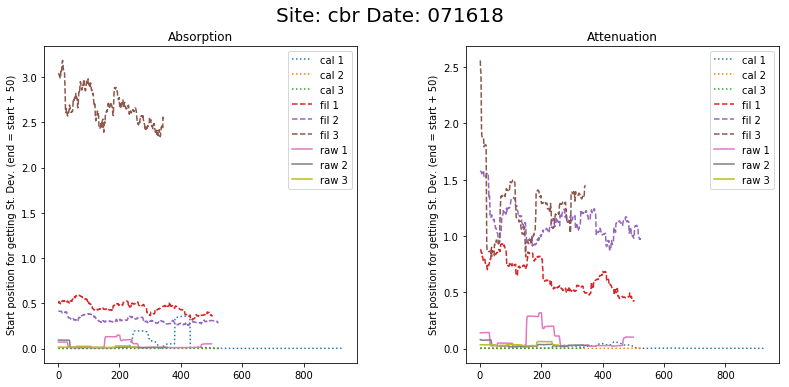 Site: cbr Date: 071618
Absorption
Start position for getting St. Dev. (end = start + 50)
3.0
2.5
2.0
1.5
1.0
0.5
0.0
0
200
400
600
800
cal 1
cal 2
cal 3
fil 1
fil 2
fil 3
raw 1
raw 2
raw 3
Attenuation
Start position for getting St. Dev. (end = start + 50)
2.5
2.0
1.5
1.0
0.5
0.0
0
200
400
600
800
cal 1
cal 2
cal 3
fil 1
fil 2
fil 3
raw 1
raw 2
raw 3